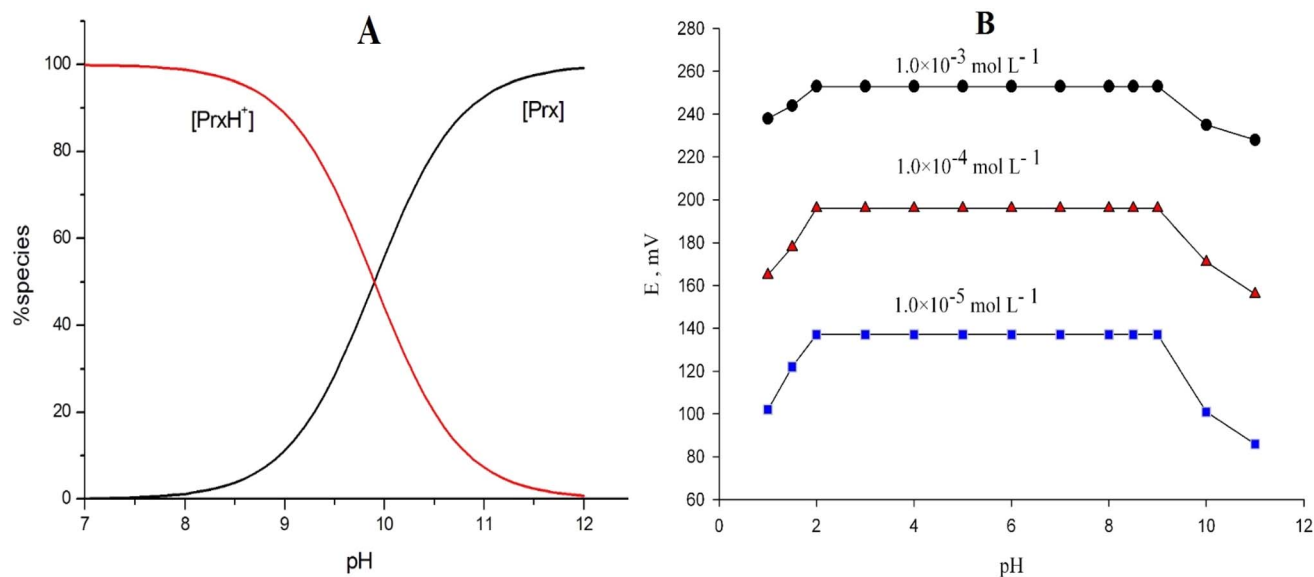 A
%species
100
80
60
40
20
0
[PrxH⁺]
[Prx]
7 8 9 10 11 12
pH
B
E , mV
280
260
240
220
200
180
160
140
120
100
80
60
1.0×10⁻³ mol L⁻¹
1.0×10⁻⁴ mol L⁻¹
1.0×10⁻⁵ mol L⁻¹
0 2 4 6 8 10 12
pH